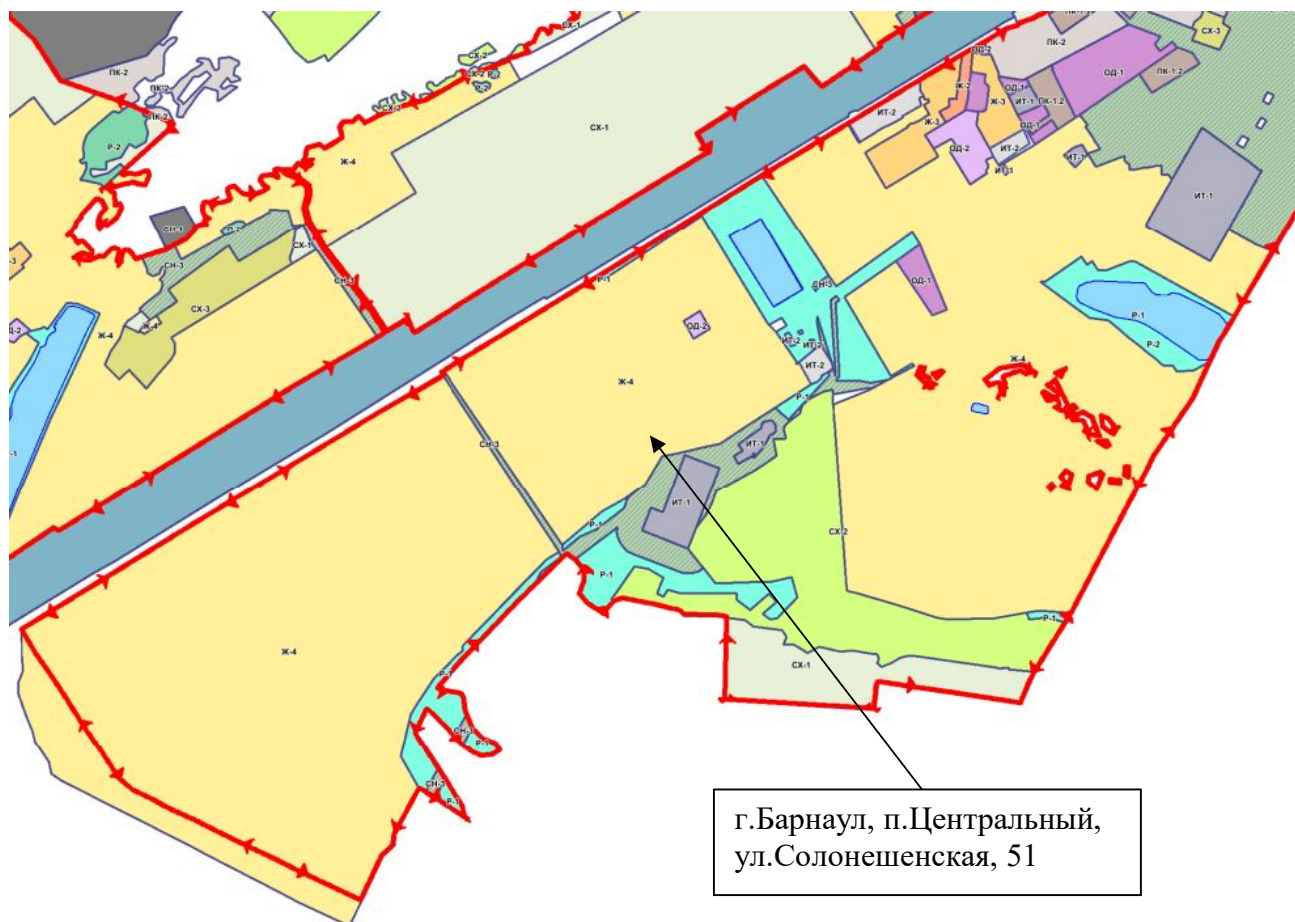 СХ-1
ПК-2
ОД-2
ПК-2
СХ-3
СХ-2
ПК-2
СХ-2
Р-2
Р-2
ОД-1
ПК-1.2
Ж-2
ОД-1
ПК-2
СХ-2
ИТ-2
Ж-3
Ж-3
ИТ-1
ПК-1.2
ОД-1
СХ-1
Р-2
Ж-4
ОД-2
ИТ-2
ИТ-1
ИТ-1
ИТ-1
СН-1
СХ-1
СН-3
СН-3
Р-1
СН-3
ОД-1
СХ-3
Ж-4
Ж-4
ОД-2
Р-1
ИТ-2
ИТ-2
Р-2
ИТ-2
Ж-4
Ж-4
Р-1
СН-3
ИТ-1
ИТ-1
Р-1
СХ-2
Р-1
Р-1
Ж-4
СХ-1
Р-1
СН-3
Р-1
СН-3
Р-1
г.Барнаул, п.Центральный,
ул.Солонешенская, 51